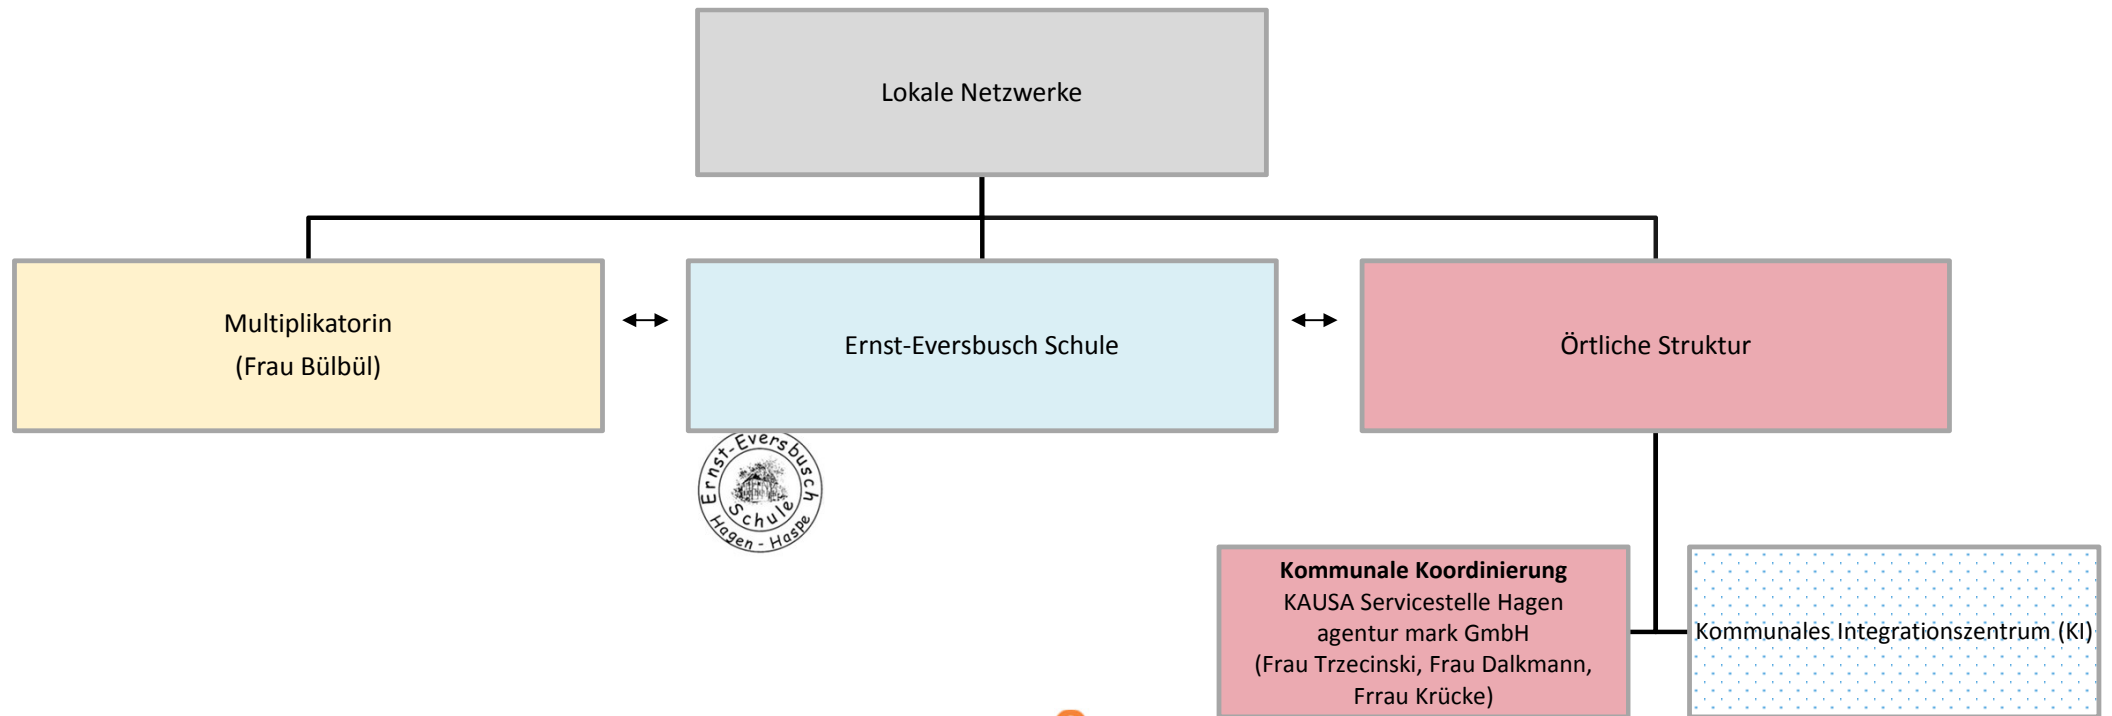 Lokale Netzwerke
Multiplikatorin
(Frau Bülbül)
Ernst-Eversbusch Schule
Örtliche Struktur
Ernst-Eversbusch
Schule
Hagen - Haspe
Kommunale Koordinierung
KAUSA Servicestelle Hagen
agentur mark GmbH
(Frau Trzecinski, Frau Dalkmann,
Frrau Krücke)
Kommunales Integrationszentrum (KI)